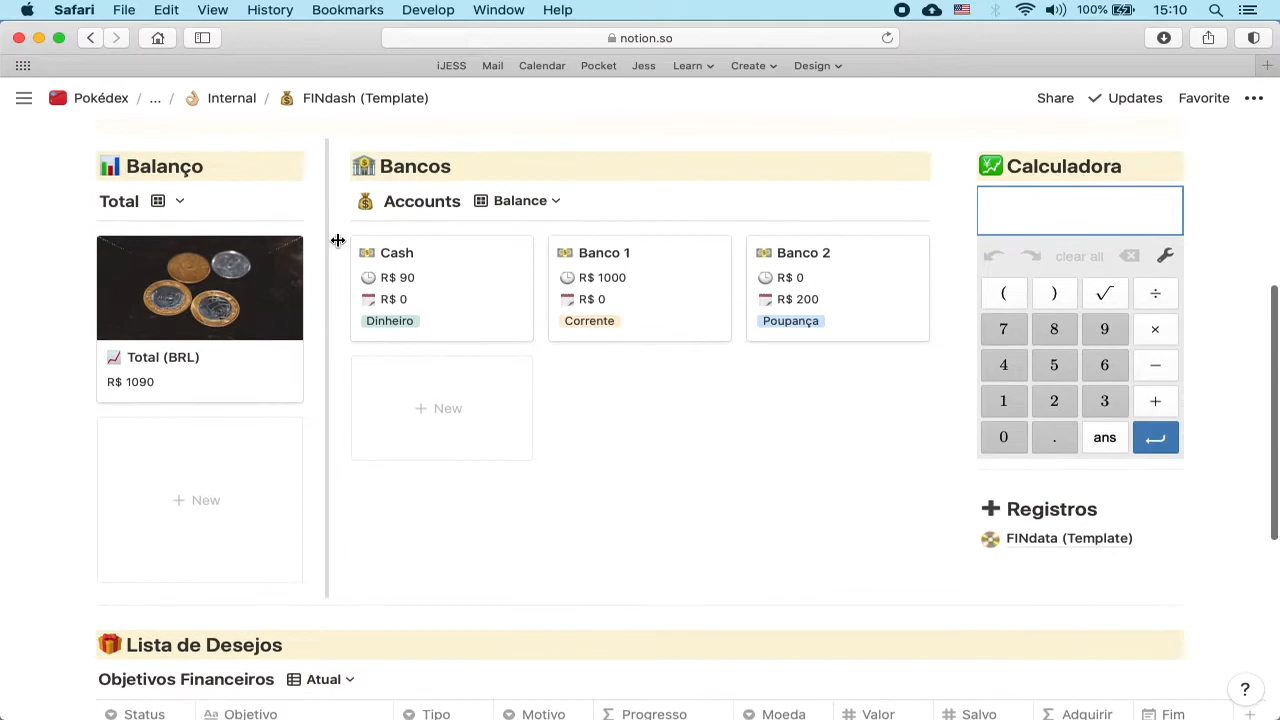 Safari File Edit View History Bookmarks Develop Window Help 100% 15:10
notion.so
iJESS Mail Calendar Pocket Jess Learn Create Design
Pokédex / ... / Internal / FINdash (Template) Share Updates Favorite
Balanço
Total
Total (BRL)
R$ 1090
+ New
Bancos
Accounts Balance
Cash
R$ 90
R$ 0
Dinheiro
Banco 1
R$ 1000
R$ 0
Corrente
Banco 2
R$ 0
R$ 200
Poupança
+ New
Calculadora
clear all
( ) √ ÷
7 8 9 ×
4 5 6 −
1 2 3 +
0 . ans
Registros
FINdata (Template)
Lista de Desejos
Objetivos Financeiros Atual
Status Aa Objetivo Tipo Motivo Σ Progresso Moeda # Valor # Salvo Σ Adquirir Fim +
?